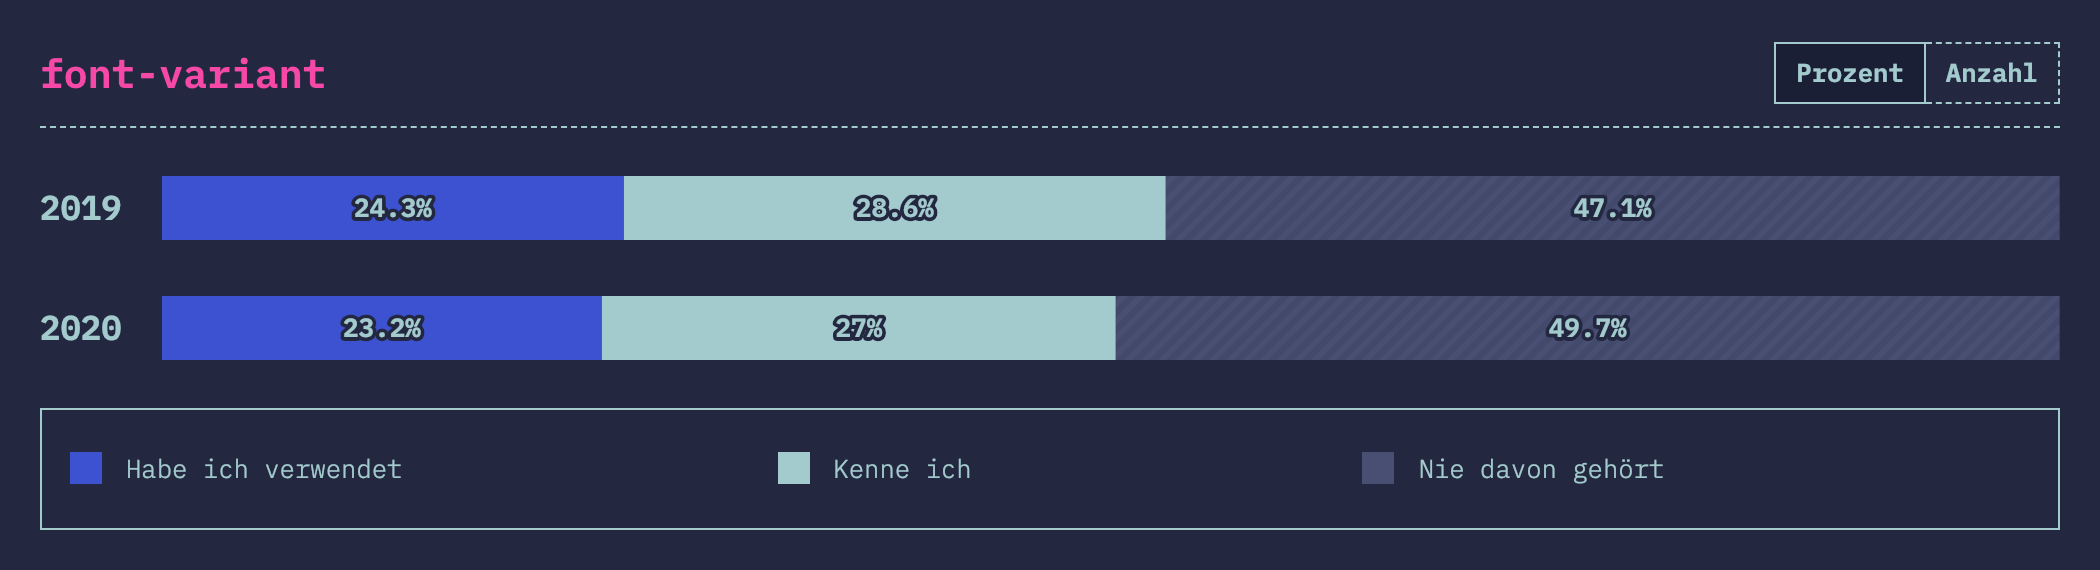 font-variant
Prozent Anzahl
2019 24.3% 28.6% 47.1%
2020 23.2% 27% 49.7%
Habe ich verwendet Kenne ich Nie davon gehört